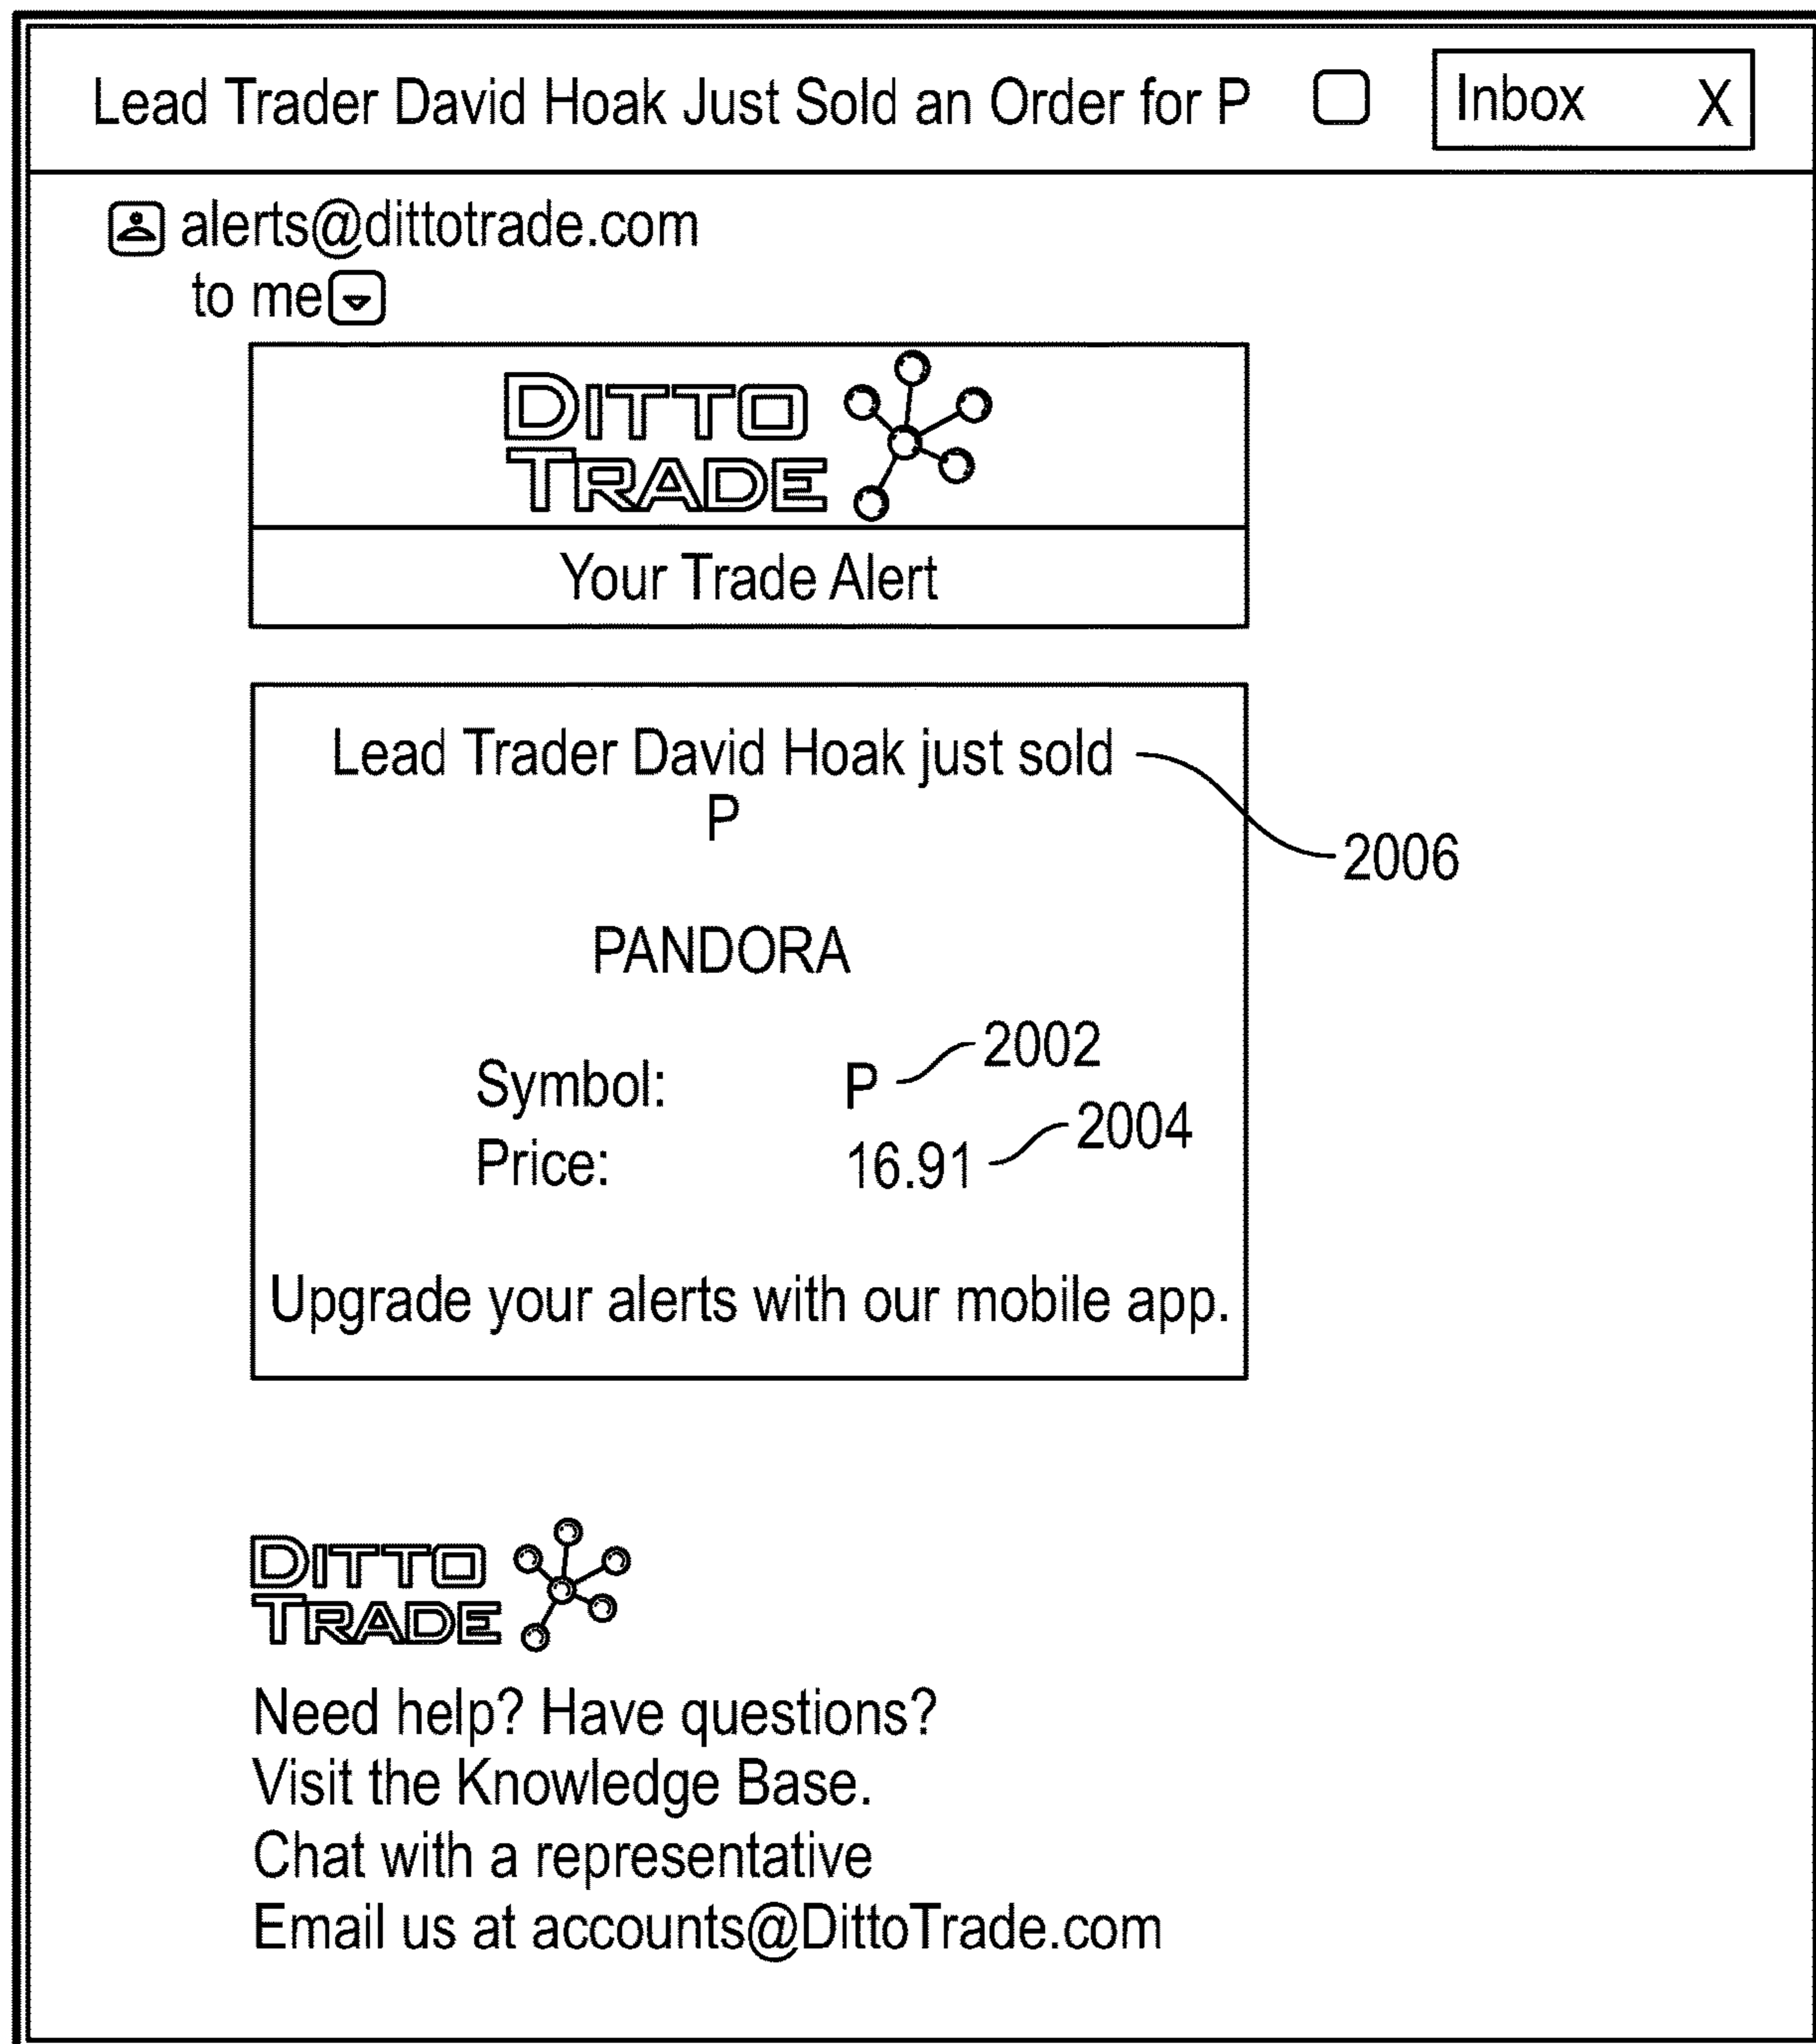 Lead Trader David Hoak Just Sold an Order for P Inbox X
alerts@dittotrade.com
to me
DITTO
TRADE
Your Trade Alert
Lead Trader David Hoak just sold
P
2006
PANDORA
2002
Symbol: P
2004
Price: 16.91
Upgrade your alerts with our mobile app.
DITTO
TRADE
Need help? Have questions?
Visit the Knowledge Base.
Chat with a representative
Email us at accounts@DittoTrade.com